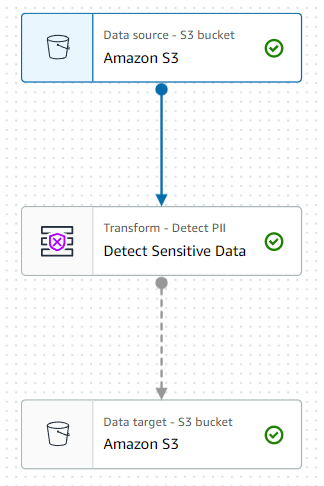 Data source - S3 bucket
Amazon S3
Transform - Detect PII
Detect Sensitive Data
Data target - S3 bucket
Amazon S3